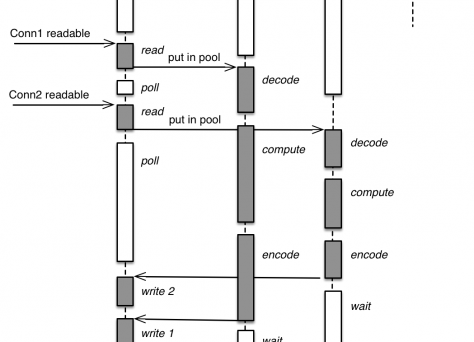 Conn1 readable
read
put in pool
decode
poll
Conn2 readable
read
put in pool
decode
compute
poll
compute
encode
encode
write 2
wait
write 1
wait